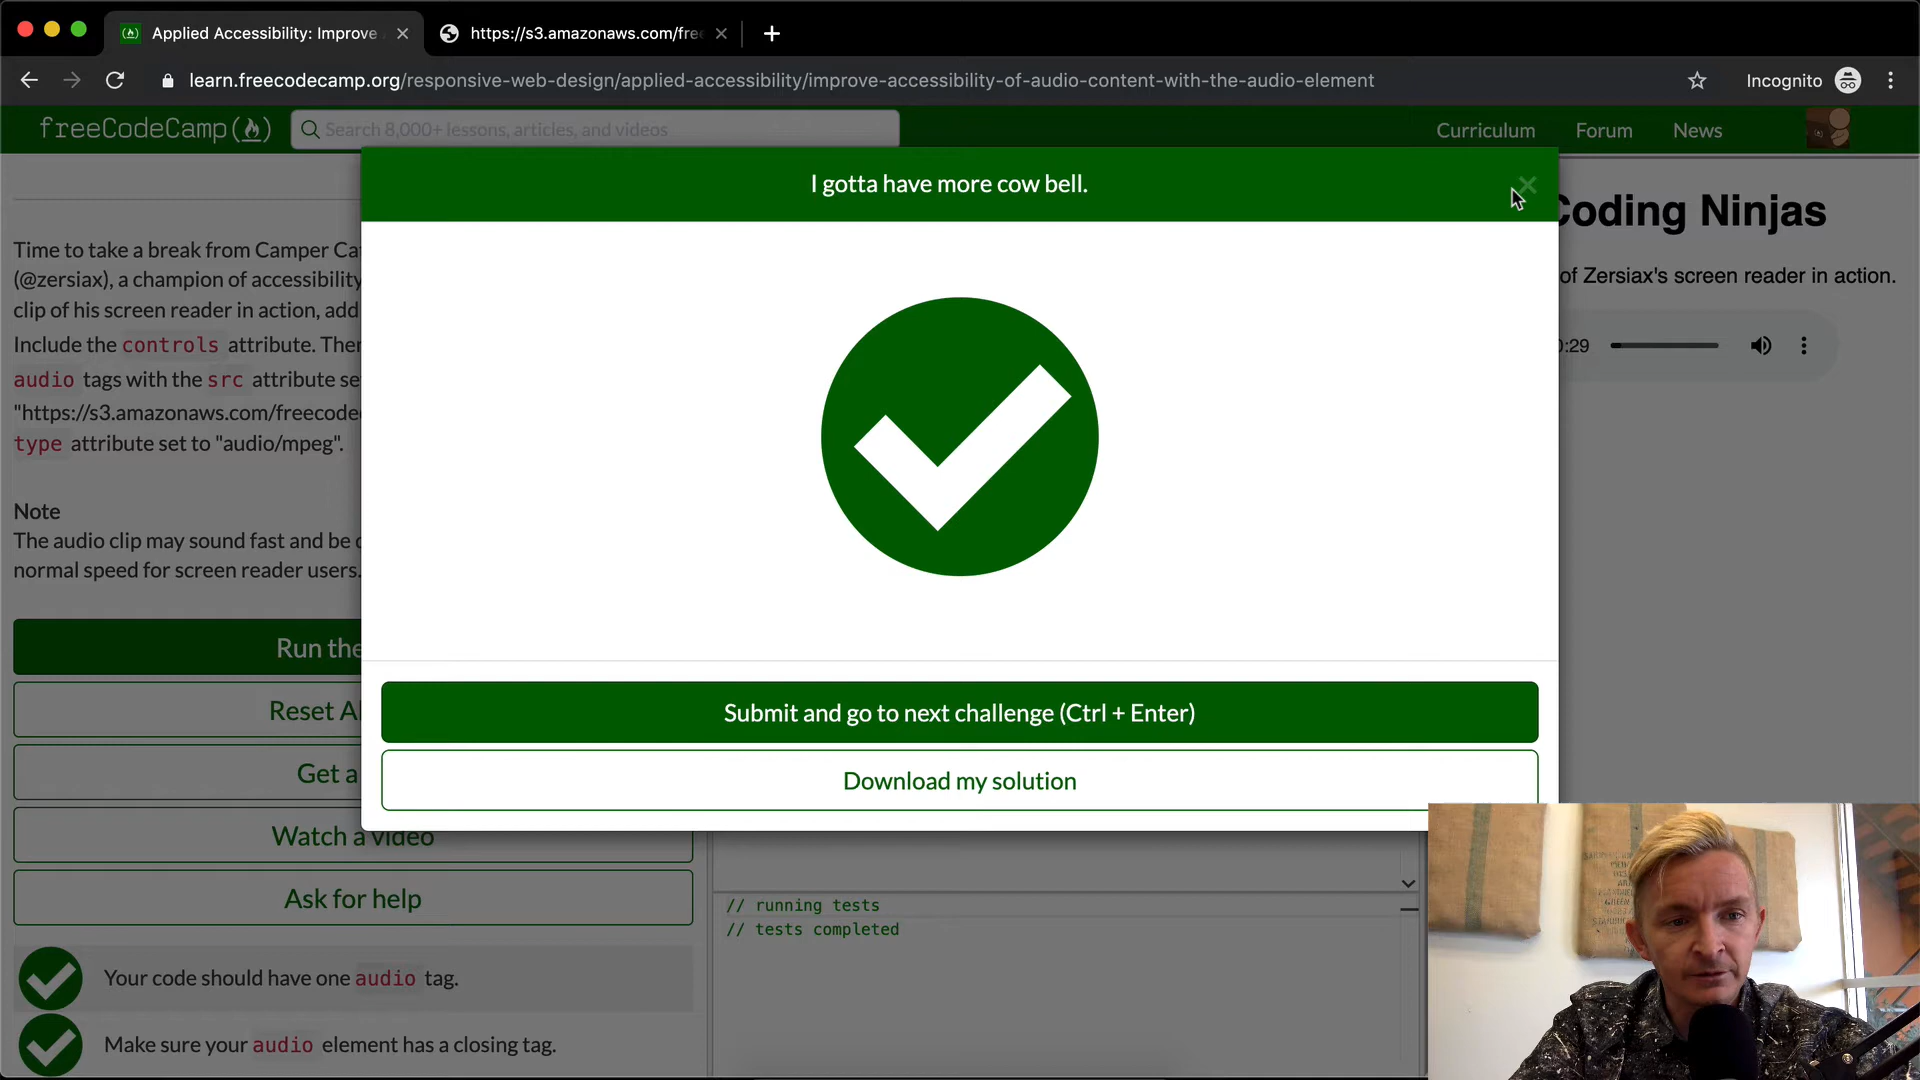 Applied Accessibility: Improve
https://s3.amazonaws.com/fre
learn.freecodecamp.org/responsive-web-design/applied-accessibility/improve-accessibility-of-audio-content-with-the-audio-element
Incognito
freeCodeCamp(🔥)
Search 8,000+ lessons, articles, and videos
Curriculum
Forum
News
I gotta have more cow bell.
Coding Ninjas
Time to take a break from Camper
(@zersiax), a champion of accessibility
of Zersiax's screen reader in action.
clip of his screen reader in action, add
Include the controls attribute.
0:29
audio tags with the src attribute
"https://s3.amazonaws.com/freecode
type attribute set to "audio/mpeg".
Note
The audio clip may sound fast and be
normal speed for screen reader users.
Run the
Reset
Get a
Watch a video
Ask for help
Submit and go to next challenge (Ctrl + Enter)
Download my solution
// running tests
// tests completed
Your code should have one audio tag.
Make sure your audio element has a closing tag.